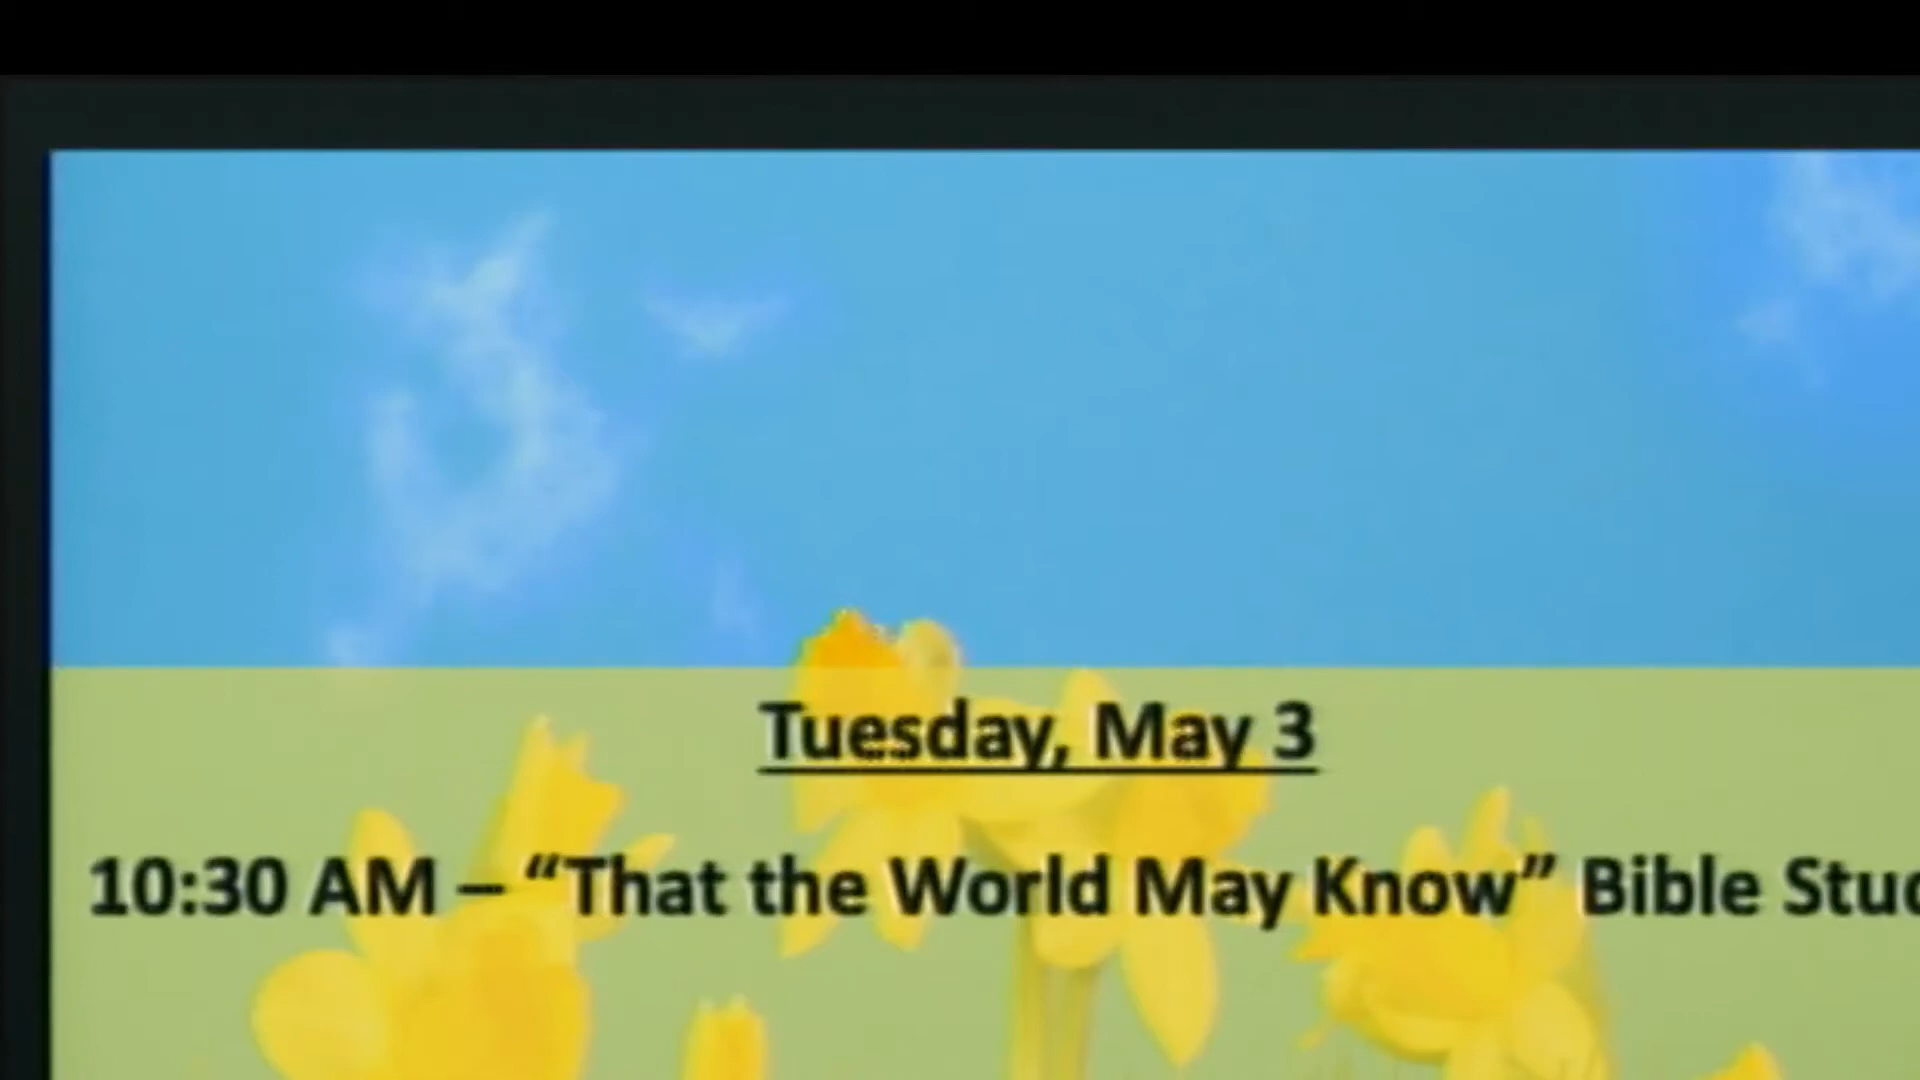 Tuesday, May 3
10:30 AM – “That the World May Know” Bible